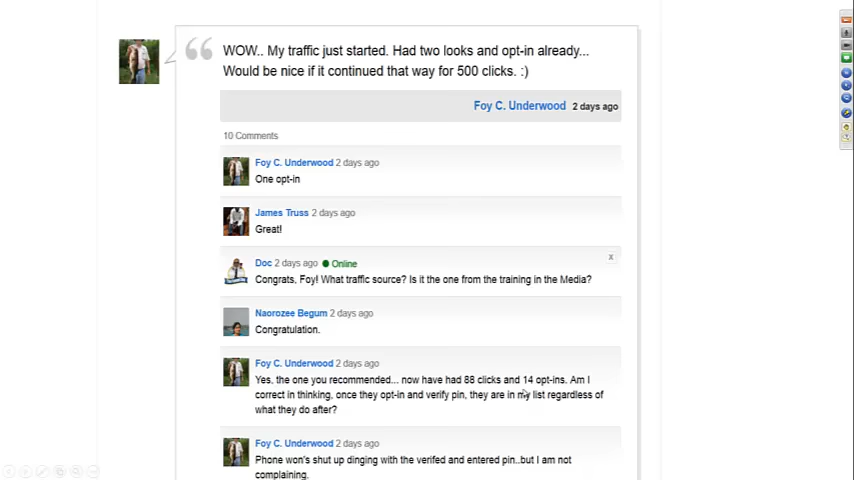 WOW.. My traffic just started. Had two looks and opt-in already...
Would be nice if it continued that way for 500 clicks. :)
Foy C. Underwood 2 days ago
10 Comments
Foy C. Underwood 2 days ago
One opt-in
James Truss 2 days ago
Great!
Doc 2 days ago ● Online
x
Congrats, Foy! What traffic source? Is it the one from the training in the Media?
Naorozee Begum 2 days ago
Congratulation.
Foy C. Underwood 2 days ago
Yes. the one you recommended... now have had 88 clicks and 14 opt-ins. Am I
correct in thinking, once they opt-in and verify pin, they are in my list regardless of
what they do after?
Foy C. Underwood 2 days ago
Phone won's shut up dinging with the verifed and entered pin..but I am not
complaining.